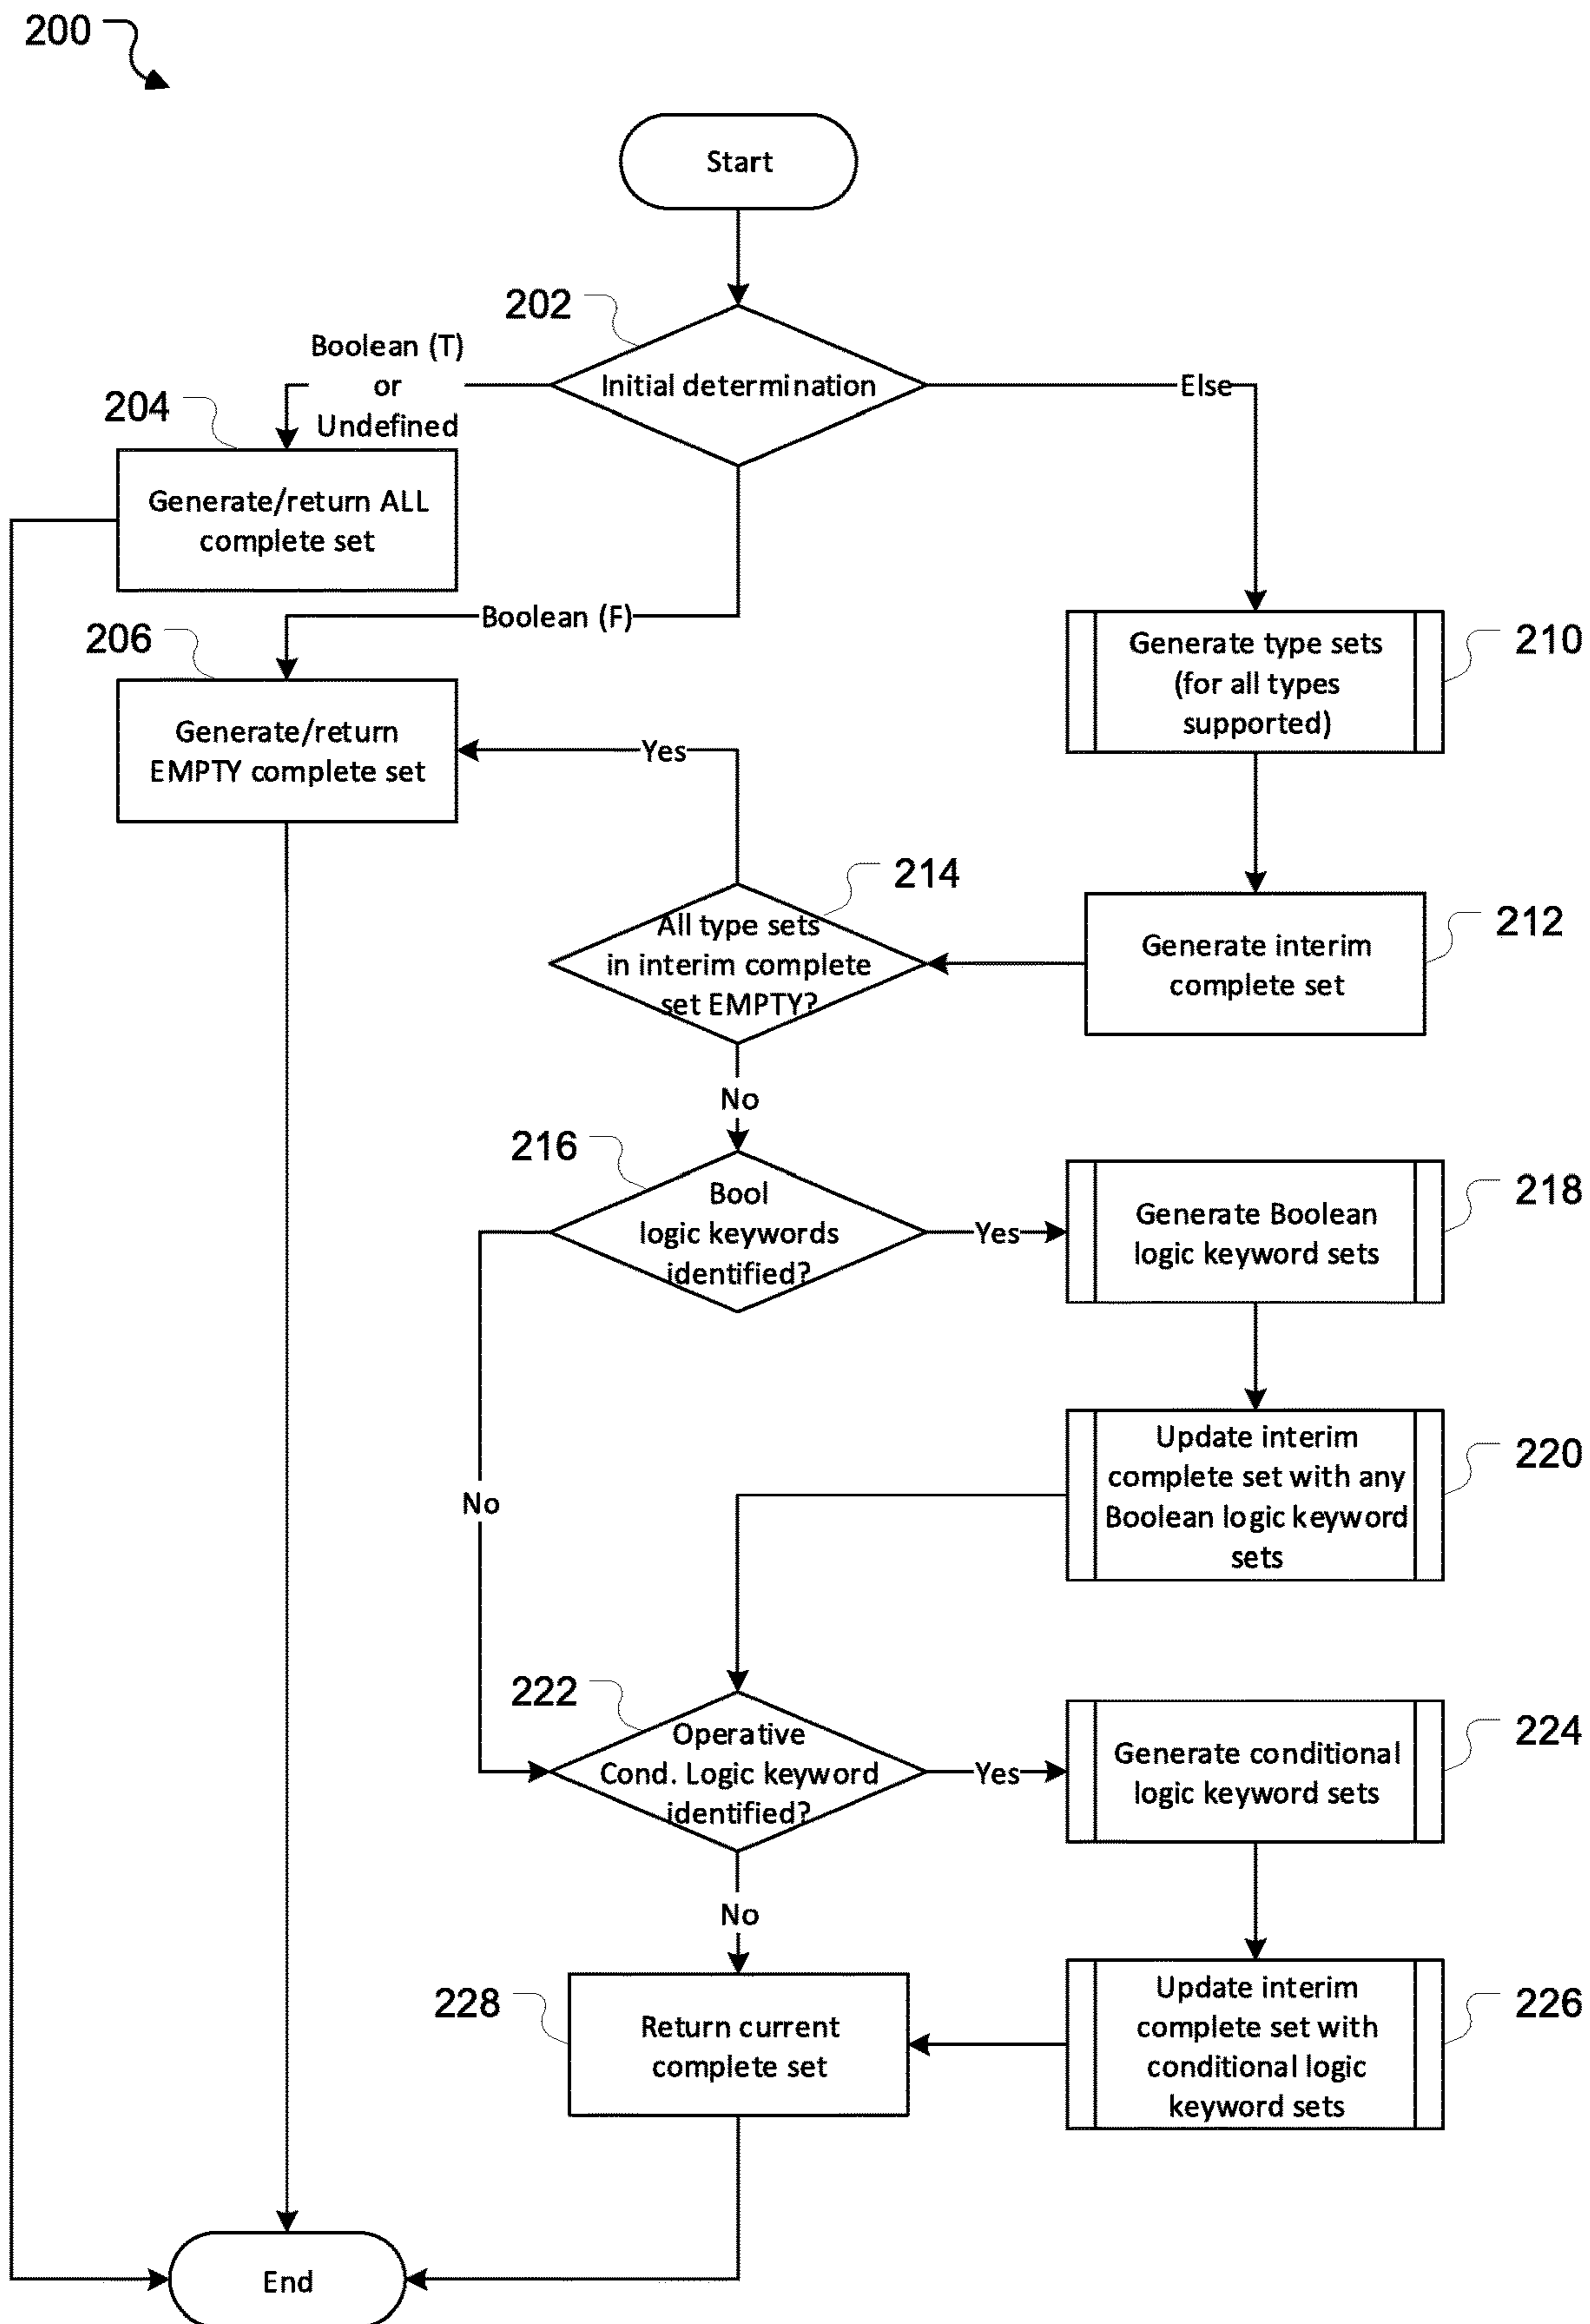 200
Start
202
Boolean (T)
or
Undefined
Initial determination
Else
204
Generate/return ALL
complete set
Boolean (F)
206
Generate/return
EMPTY complete set
Generate type sets
(for all types
supported)
210
Yes
214
All type sets
in interim complete
set EMPTY?
Generate interim
complete set
212
No
216
Bool
logic keywords
identified?
Yes
Generate Boolean
logic keyword sets
218
No
Update interim
complete set with any
Boolean logic keyword
sets
220
222
Operative
Cond. Logic keyword
identified?
Yes
Generate conditional
logic keyword sets
224
No
228
Return current
complete set
Update interim
complete set with
conditional logic
keyword sets
226
End